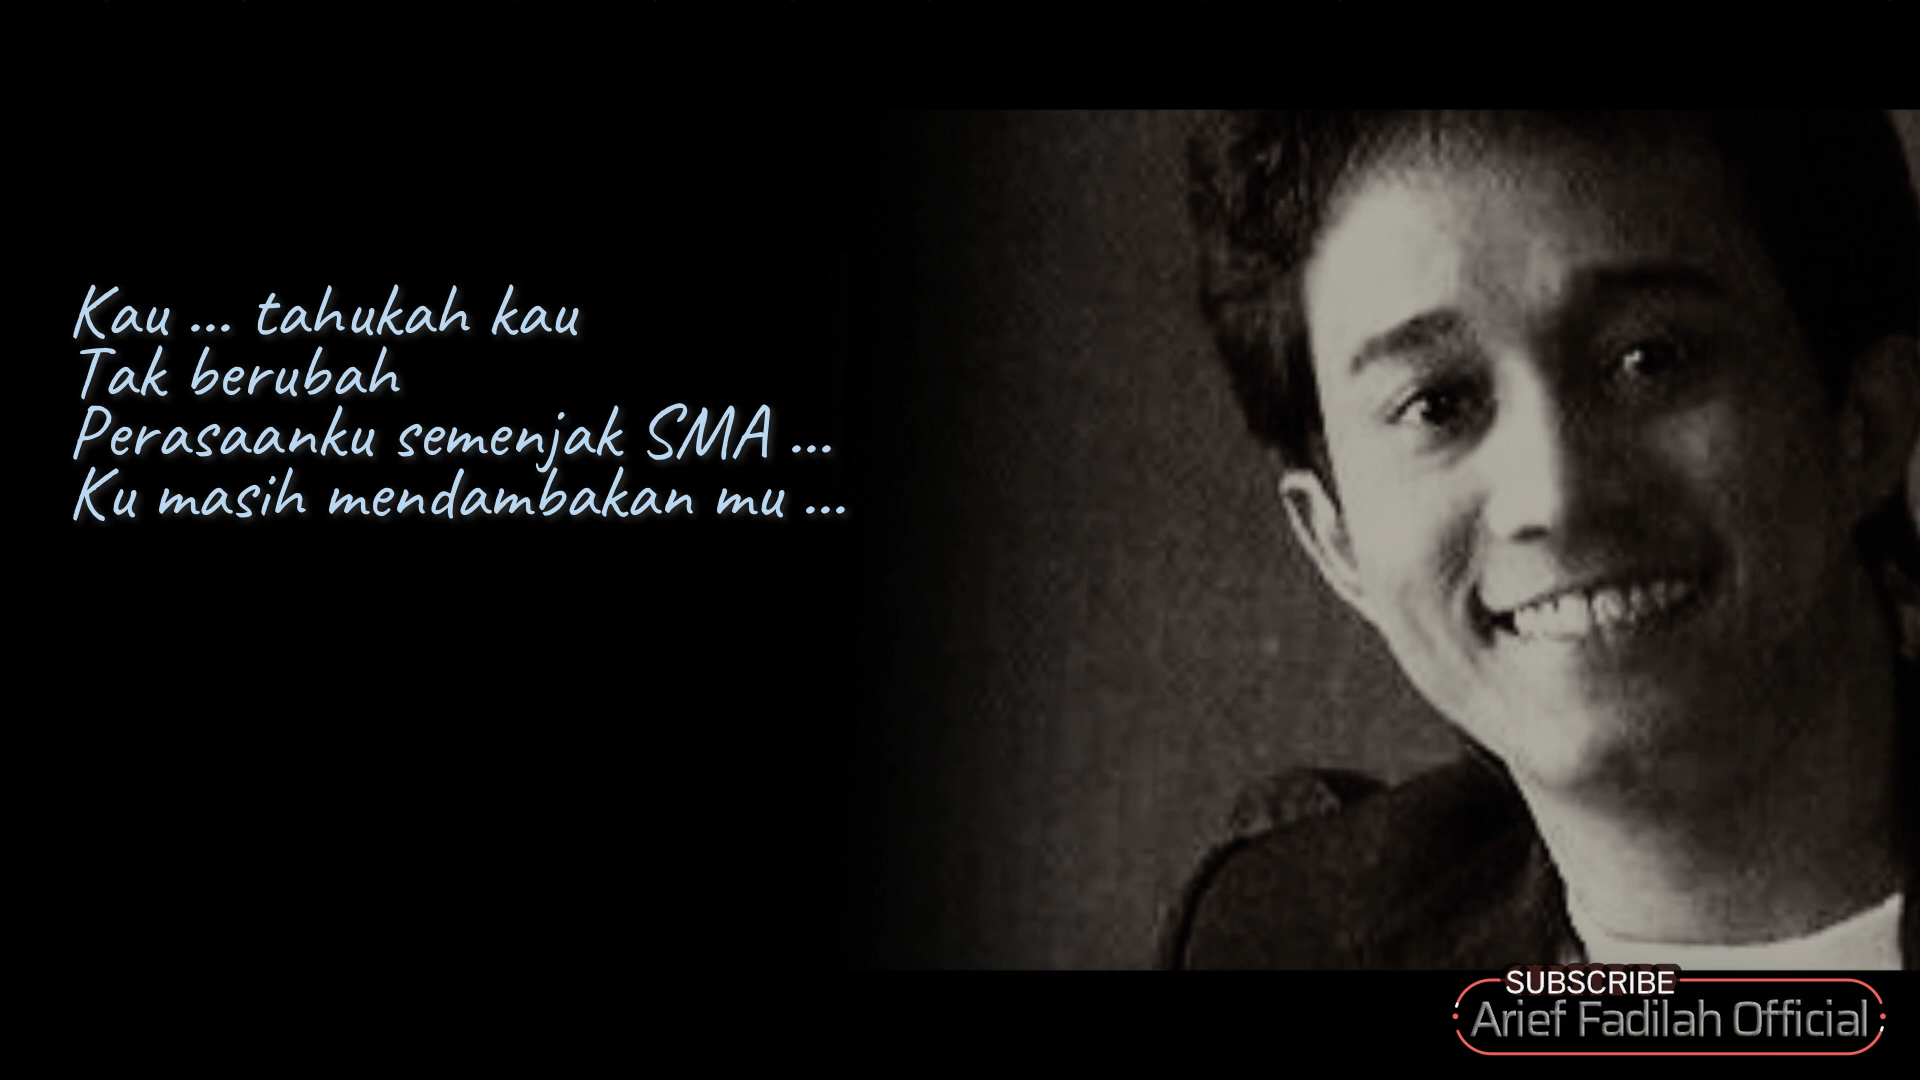 Kau ... tahukah kau
Tak berubah
Perasaanku semenjak SMA ...
Ku masih mendambakan mu ...
SUBSCRIBE
Arief Fadilah Official